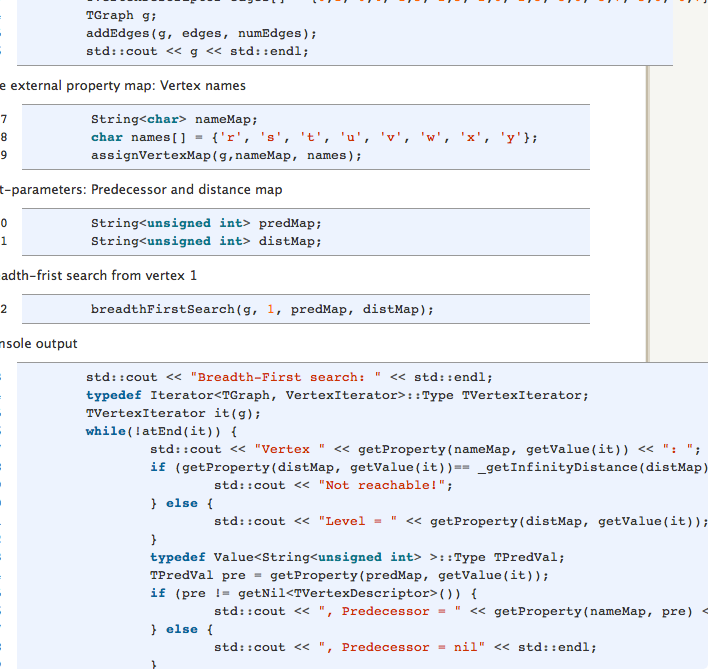 TGraph g;
addEdges(g, edges, numEdges);
std::cout << g << std::endl;
external property map: Vertex names
7 String<char> nameMap;
8 char names[] = {'r', 's', 't', 'u', 'v', 'w', 'x', 'y'};
9 assignVertexMap(g,nameMap, names);
t-parameters: Predecessor and distance map
0 String<unsigned int> predMap;
1 String<unsigned int> distMap;
adth-frist search from vertex 1
2 breadthFirstSearch(g, 1, predMap, distMap);
nsole output
std::cout << "Breadth-First search: " << std::endl;
typedef Iterator<TGraph, VertexIterator>::Type TVertexIterator;
TVertexIterator it(g);
while(!atEnd(it)) {
std::cout << "Vertex " << getProperty(nameMap, getValue(it)) << ": ";
if (getProperty(distMap, getValue(it))== _getInfinityDistance(distMap)
std::cout << "Not reachable!";
} else {
std::cout << "Level = " << getProperty(distMap, getValue(it));
}
typedef Value<String<unsigned int> >::Type TPredVal;
TPredVal pre = getProperty(predMap, getValue(it));
if (pre != getNil<TVertexDescriptor>()) {
std::cout << ", Predecessor = " << getProperty(nameMap, pre) <
} else {
std::cout << ", Predecessor = nil" << std::endl;
}